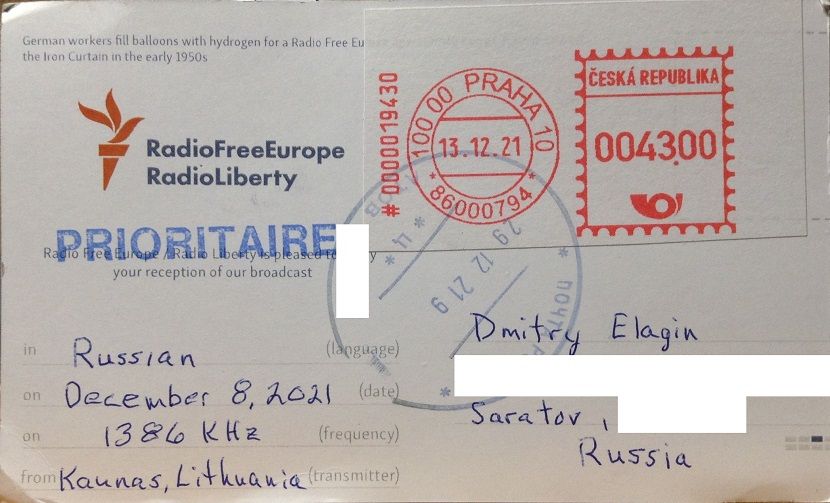 German workers fill balloons with hydrogen for a Radio Free Eu
the Iron Curtain in the early 1950s
RadioFreeEurope
RadioLiberty
PRIORITAIRE
Radio Free Europe / Radio Liberty is pleased to
your reception of our broadcast
in Russian (language)
on December 8, 2021 (date)
on 1386 KHz (frequency)
from Kaunas, Lithuania (transmitter)
# 0000019430
100 00 PRAHA 10
13.12.21
* 86000794 *
ČESKÁ REPUBLIKA
0043,00
29 12 21 9
Dmitry Elagin
Saratov,
Russia